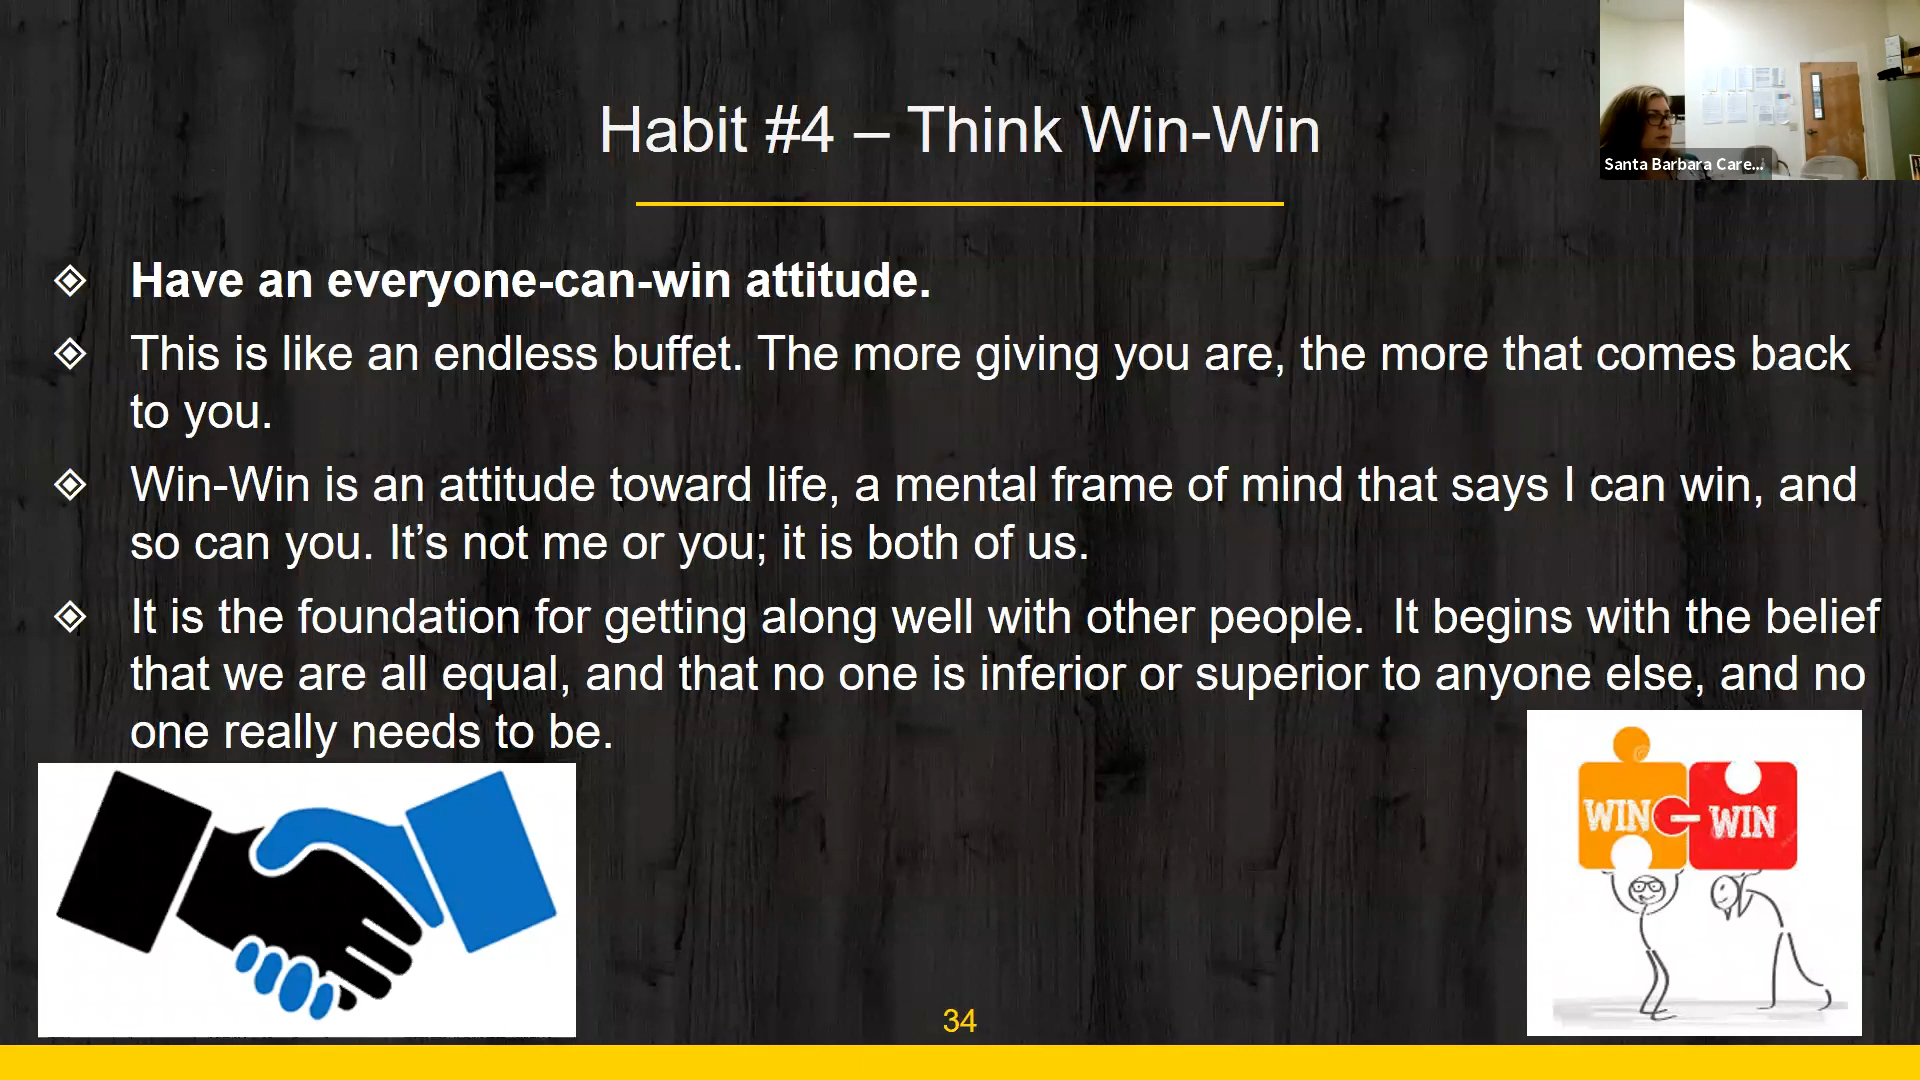 Habit #4 – Think Win-Win
Santa Barbara Care...
Have an everyone-can-win attitude.
This is like an endless buffet. The more giving you are, the more that comes back
to you.
Win-Win is an attitude toward life, a mental frame of mind that says I can win, and
so can you. It’s not me or you; it is both of us.
It is the foundation for getting along well with other people.  It begins with the belief
that we are all equal, and that no one is inferior or superior to anyone else, and no
one really needs to be.
WIN - WIN
34